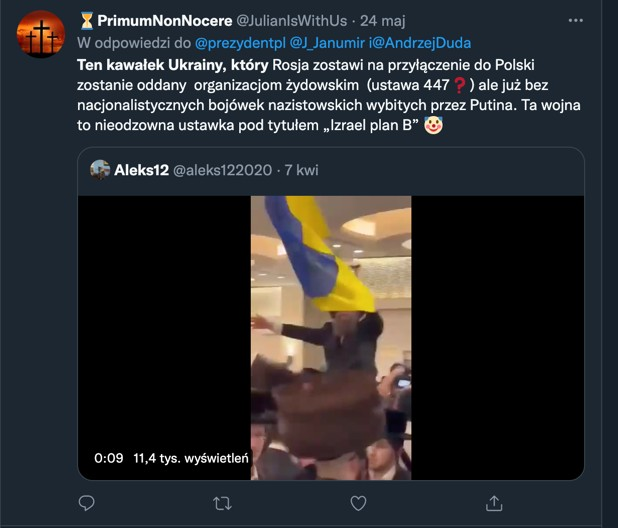 ⏳PrimumNonNocere @JulianIsWithUs · 24 maj
W odpowiedzi do @prezydentpl @J_Janumir i@AndrzejDuda
Ten kawałek Ukrainy, który Rosja zostawi na przyłączenie do Polski
zostanie oddany organizacjom żydowskim (ustawa 447❓) ale już bez
nacjonalistycznych bojówek nazistowskich wybitych przez Putina. Ta wojna
to nieodzowna ustawka pod tytułem „Izrael plan B” 🤡
Aleks12 @aleks122020 · 7 kwi
0:09 11,4 tys. wyświetleń